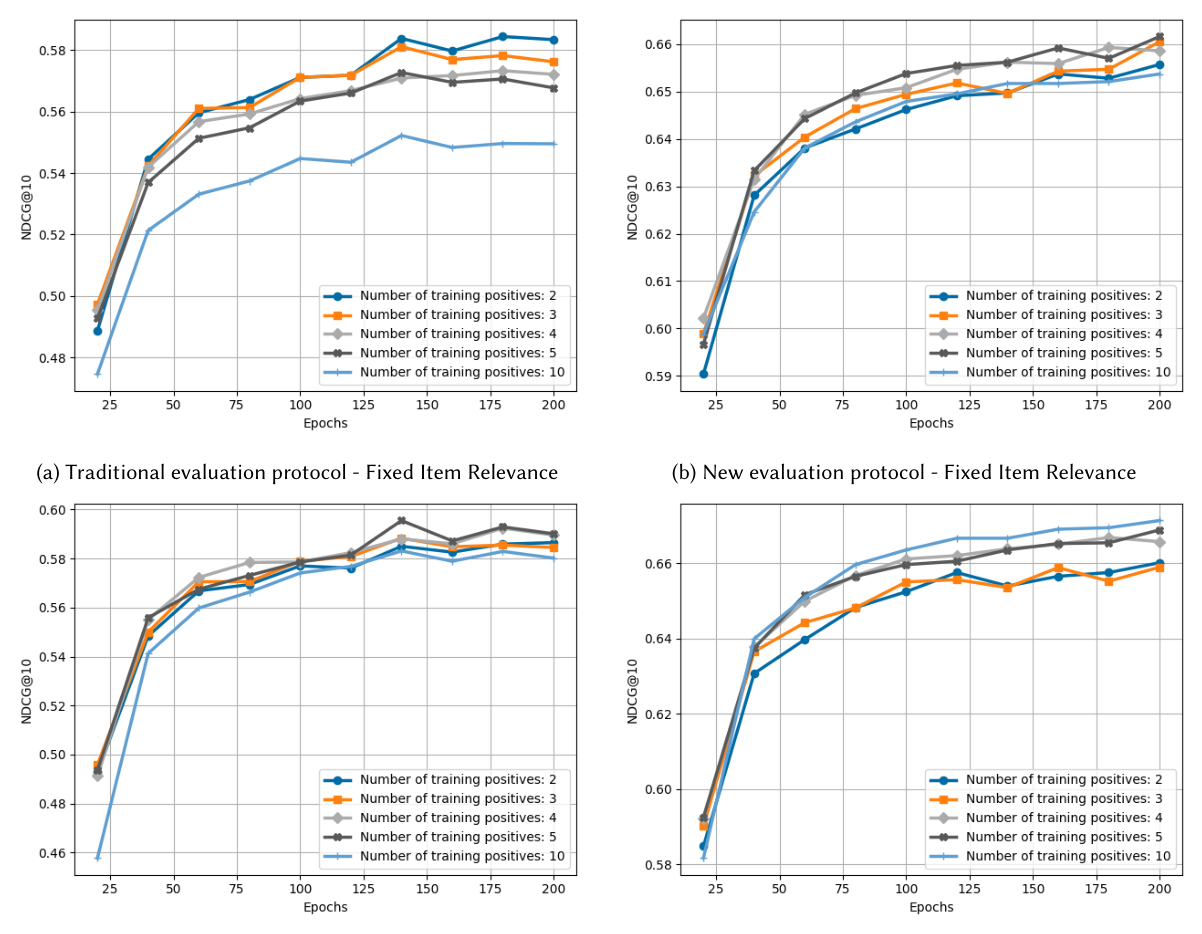 0.58
0.56
0.54
0.52
0.50
0.48
NDCG@10
25 50 75 100 125 150 175 200
Epochs
Number of training positives: 2
Number of training positives: 3
Number of training positives: 4
Number of training positives: 5
Number of training positives: 10
(a) Traditional evaluation protocol - Fixed Item Relevance
0.66
0.65
0.64
0.63
0.62
0.61
0.60
0.59
NDCG@10
25 50 75 100 125 150 175 200
Epochs
Number of training positives: 2
Number of training positives: 3
Number of training positives: 4
Number of training positives: 5
Number of training positives: 10
(b) New evaluation protocol - Fixed Item Relevance
0.60
0.58
0.56
0.54
0.52
0.50
0.48
0.46
NDCG@10
25 50 75 100 125 150 175 200
Epochs
Number of training positives: 2
Number of training positives: 3
Number of training positives: 4
Number of training positives: 5
Number of training positives: 10
0.66
0.64
0.62
0.60
0.58
NDCG@10
25 50 75 100 125 150 175 200
Epochs
Number of training positives: 2
Number of training positives: 3
Number of training positives: 4
Number of training positives: 5
Number of training positives: 10